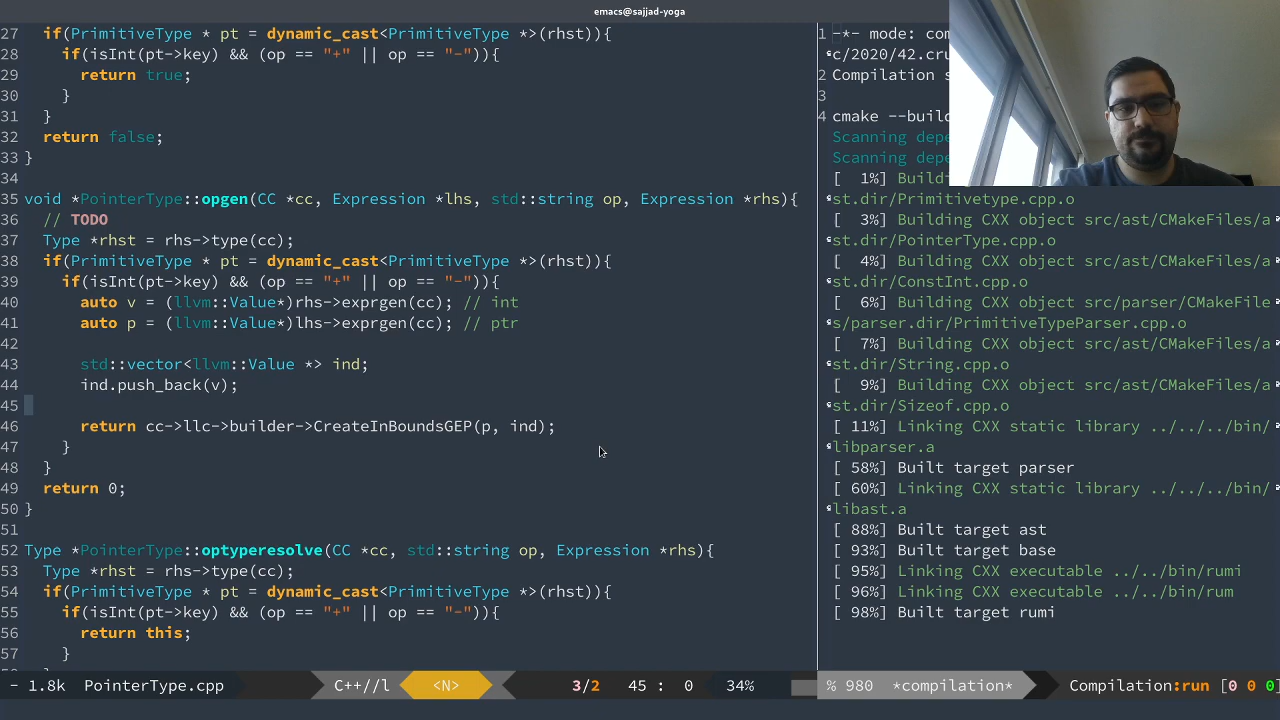 emacs@sajjad-yoga
27 if(PrimitiveType * pt = dynamic_cast<PrimitiveType *>(rhst)){
28 if(isInt(pt->key) && (op == "+" || op == "-")){
29 return true;
30 }
31 }
32 return false;
33 }
34
35 void *PointerType::opgen(CC *cc, Expression *lhs, std::string op, Expression *rhs){
36 // TODO
37 Type *rhst = rhs->type(cc);
38 if(PrimitiveType * pt = dynamic_cast<PrimitiveType *>(rhst)){
39 if(isInt(pt->key) && (op == "+" || op == "-")){
40 auto v = (llvm::Value*)rhs->exprgen(cc); // int
41 auto p = (llvm::Value*)lhs->exprgen(cc); // ptr
42
43 std::vector<llvm::Value *> ind;
44 ind.push_back(v);
45
46 return cc->llc->builder->CreateInBoundsGEP(p, ind);
47 }
48 }
49 return 0;
50 }
51
52 Type *PointerType::optyperesolve(CC *cc, std::string op, Expression *rhs){
53 Type *rhst = rhs->type(cc);
54 if(PrimitiveType * pt = dynamic_cast<PrimitiveType *>(rhst)){
55 if(isInt(pt->key) && (op == "+" || op == "-")){
56 return this;
57 }
- 1.8k PointerType.cpp C++//l <N> 3/2 45 : 0 34%
1 -*- mode: com
c/2020/42.cru
2 Compilation s
3
4 cmake --build
Scanning depe
Scanning depe
[ 1%] Buildi
st.dir/Primitivetype.cpp.o
[ 3%] Building CXX object src/ast/CMakeFiles/a
st.dir/PointerType.cpp.o
[ 4%] Building CXX object src/ast/CMakeFiles/a
st.dir/ConstInt.cpp.o
[ 6%] Building CXX object src/parser/CMakeFile
s/parser.dir/PrimitiveTypeParser.cpp.o
[ 7%] Building CXX object src/ast/CMakeFiles/a
st.dir/String.cpp.o
[ 9%] Building CXX object src/ast/CMakeFiles/a
st.dir/Sizeof.cpp.o
[ 11%] Linking CXX static library ../../../bin/
libparser.a
[ 58%] Built target parser
[ 60%] Linking CXX static library ../../../bin/
libast.a
[ 88%] Built target ast
[ 93%] Built target base
[ 95%] Linking CXX executable ../../bin/rumi
[ 96%] Linking CXX executable ../../bin/rum
[ 98%] Built target rumi
% 980 *compilation* Compilation:run [0 0 0]